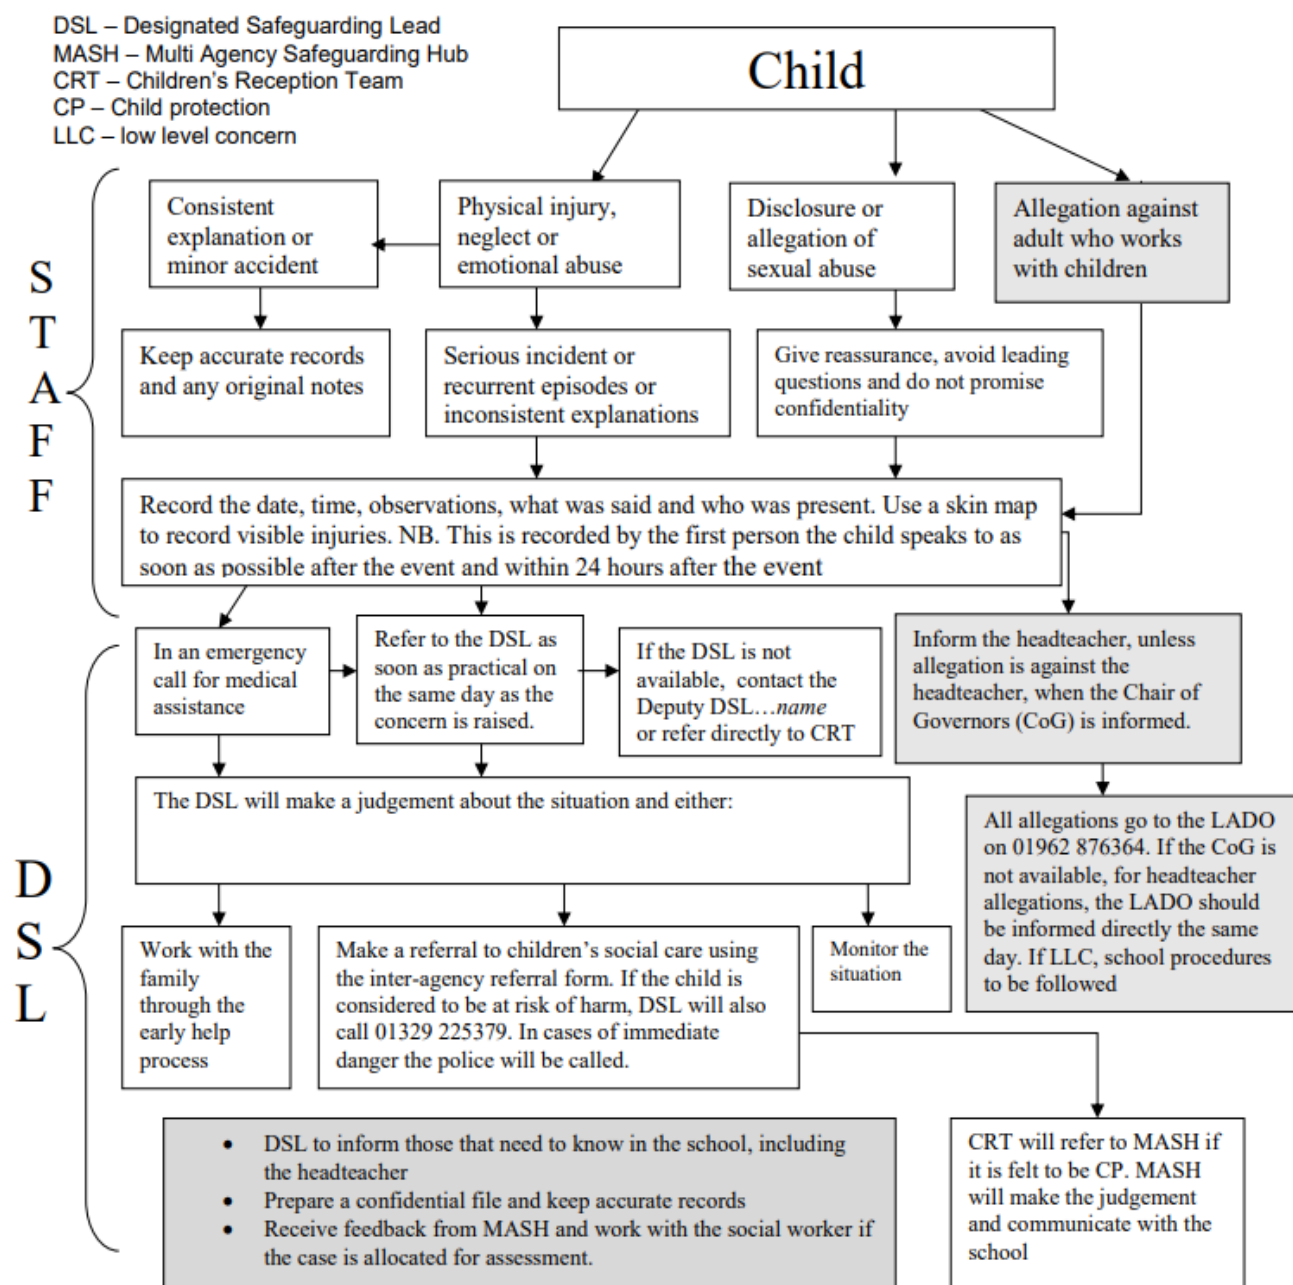 DSL – Designated Safeguarding Lead
MASH – Multi Agency Safeguarding Hub
CRT – Children's Reception Team
CP – Child protection
LLC – low level concern
Child
STAFF
Consistent
explanation or
minor accident
Physical injury,
neglect or
emotional abuse
Disclosure or
allegation of
sexual abuse
Allegation against
adult who works
with children
Keep accurate records
and any original notes
Serious incident or
recurrent episodes or
inconsistent explanations
Give reassurance, avoid leading
questions and do not promise
confidentiality
Record the date, time, observations, what was said and who was present. Use a skin map
to record visible injuries. NB. This is recorded by the first person the child speaks to as
soon as possible after the event and within 24 hours after the event
DSL
In an emergency
call for medical
assistance
Refer to the DSL as
soon as practical on
the same day as the
concern is raised.
If the DSL is not
available, contact the
Deputy DSL…name
or refer directly to CRT
Inform the headteacher, unless
allegation is against the
headteacher, when the Chair of
Governors (CoG) is informed.
The DSL will make a judgement about the situation and either:
All allegations go to the LADO
on 01962 876364. If the CoG is
not available, for headteacher
allegations, the LADO should
be informed directly the same
day. If LLC, school procedures
to be followed
Work with the
family
through the
early help
process
Make a referral to children's social care using
the inter-agency referral form. If the child is
considered to be at risk of harm, DSL will also
call 01329 225379. In cases of immediate
danger the police will be called.
Monitor the
situation
• DSL to inform those that need to know in the school, including
the headteacher
• Prepare a confidential file and keep accurate records
• Receive feedback from MASH and work with the social worker if
the case is allocated for assessment.
CRT will refer to MASH if
it is felt to be CP. MASH
will make the judgement
and communicate with the
school